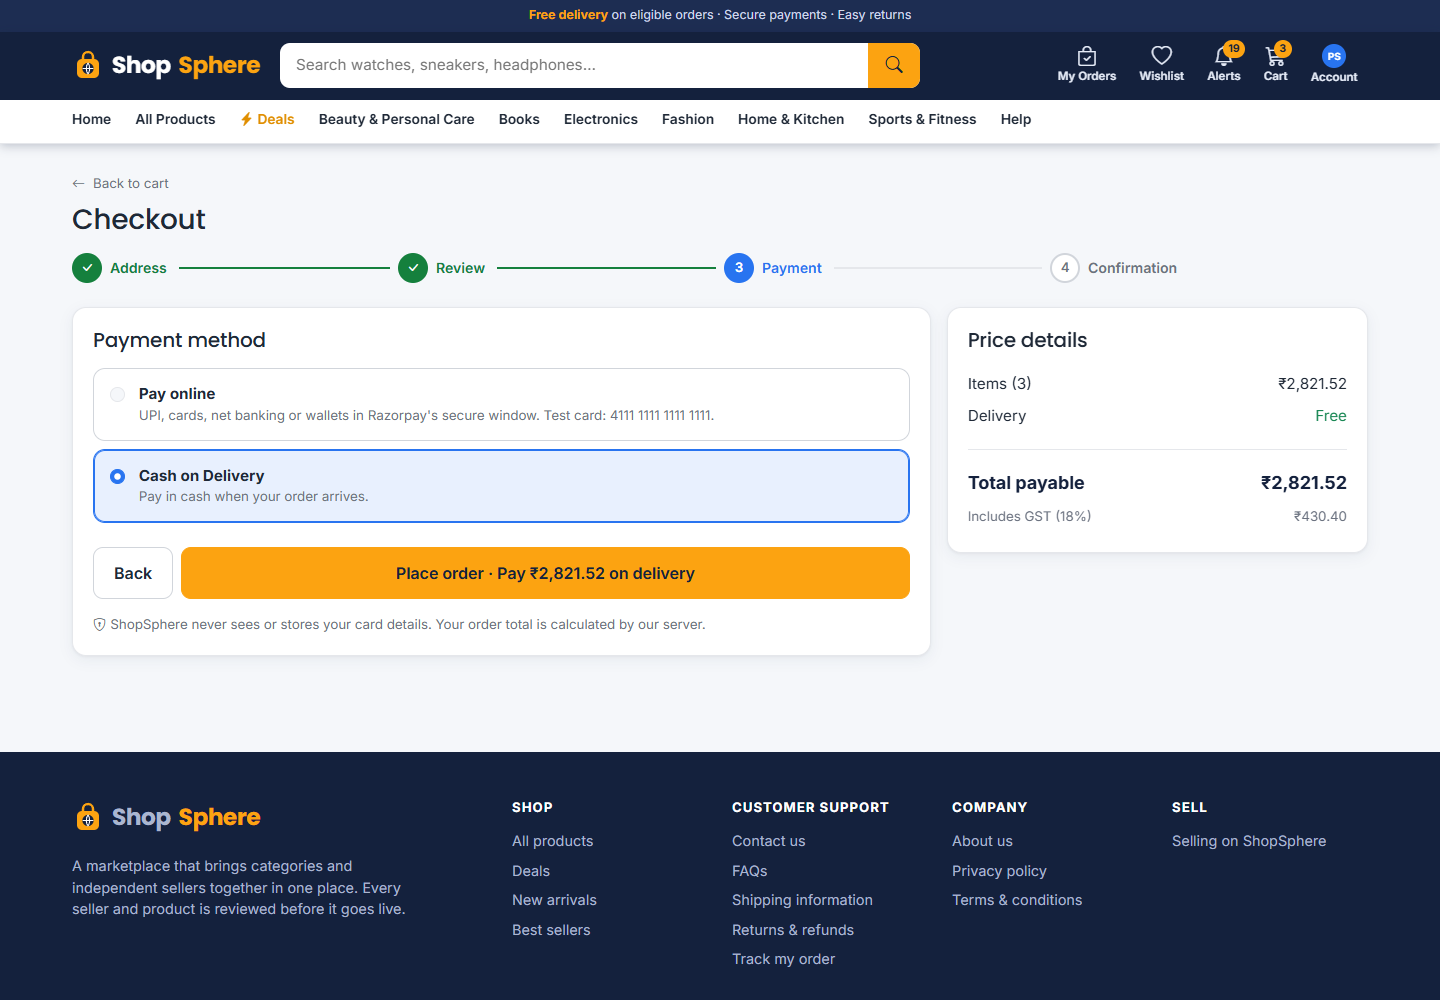 Free delivery on eligible orders · Secure payments · Easy returns
Shop Sphere
Search watches, sneakers, headphones...
My Orders
Wishlist
19
Alerts
3
Cart
PS
Account
Home
All Products
Deals
Beauty & Personal Care
Books
Electronics
Fashion
Home & Kitchen
Sports & Fitness
Help
Back to cart
Checkout
Address
Review
3 Payment
4 Confirmation
Payment method
Pay online
UPI, cards, net banking or wallets in Razorpay's secure window. Test card: 4111 1111 1111 1111.
Cash on Delivery
Pay in cash when your order arrives.
Back
Place order · Pay ₹2,821.52 on delivery
ShopSphere never sees or stores your card details. Your order total is calculated by our server.
Price details
Items (3) ₹2,821.52
Delivery Free
Total payable ₹2,821.52
Includes GST (18%) ₹430.40
Shop Sphere
A marketplace that brings categories and
independent sellers together in one place. Every
seller and product is reviewed before it goes live.
SHOP
All products
Deals
New arrivals
Best sellers
CUSTOMER SUPPORT
Contact us
FAQs
Shipping information
Returns & refunds
Track my order
COMPANY
About us
Privacy policy
Terms & conditions
SELL
Selling on ShopSphere